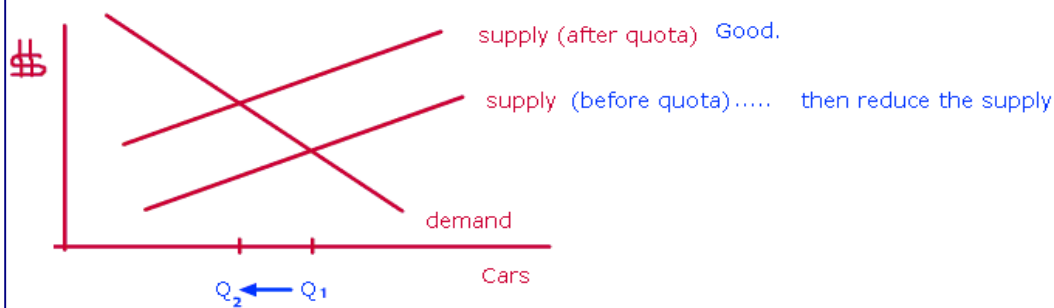 supply (after quota) Good.
$
supply (before quota)..... then reduce the supply
demand
Cars
Q2 Q1